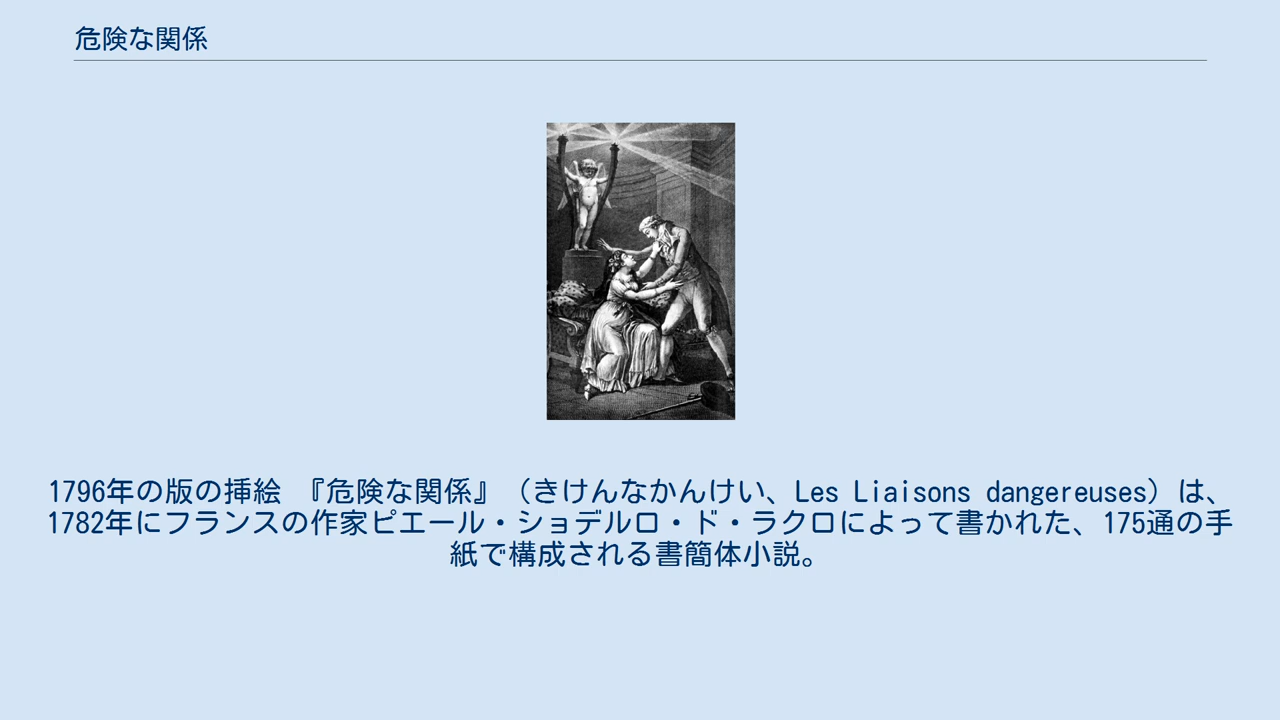 危険な関係
1796年の版の挿絵 『危険な関係』（きけんなかんけい、Les Liaisons dangereuses）は、
1782年にフランスの作家ピエール・ショデルロ・ド・ラクロによって書かれた、175通の手
紙で構成される書簡体小説。